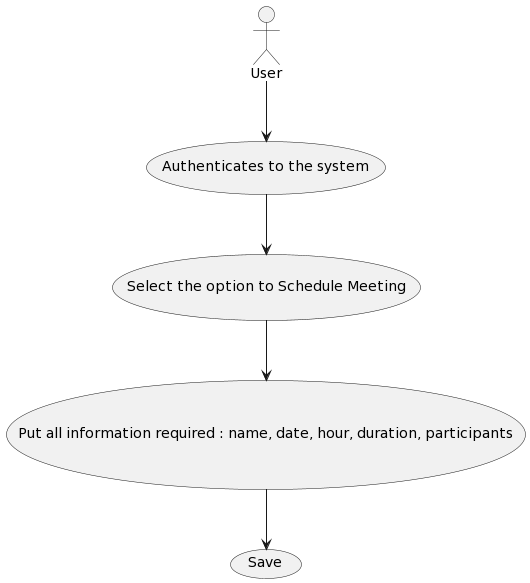 User
Authenticates to the system
Select the option to Schedule Meeting
Put all information required : name, date, hour, duration, participants
Save